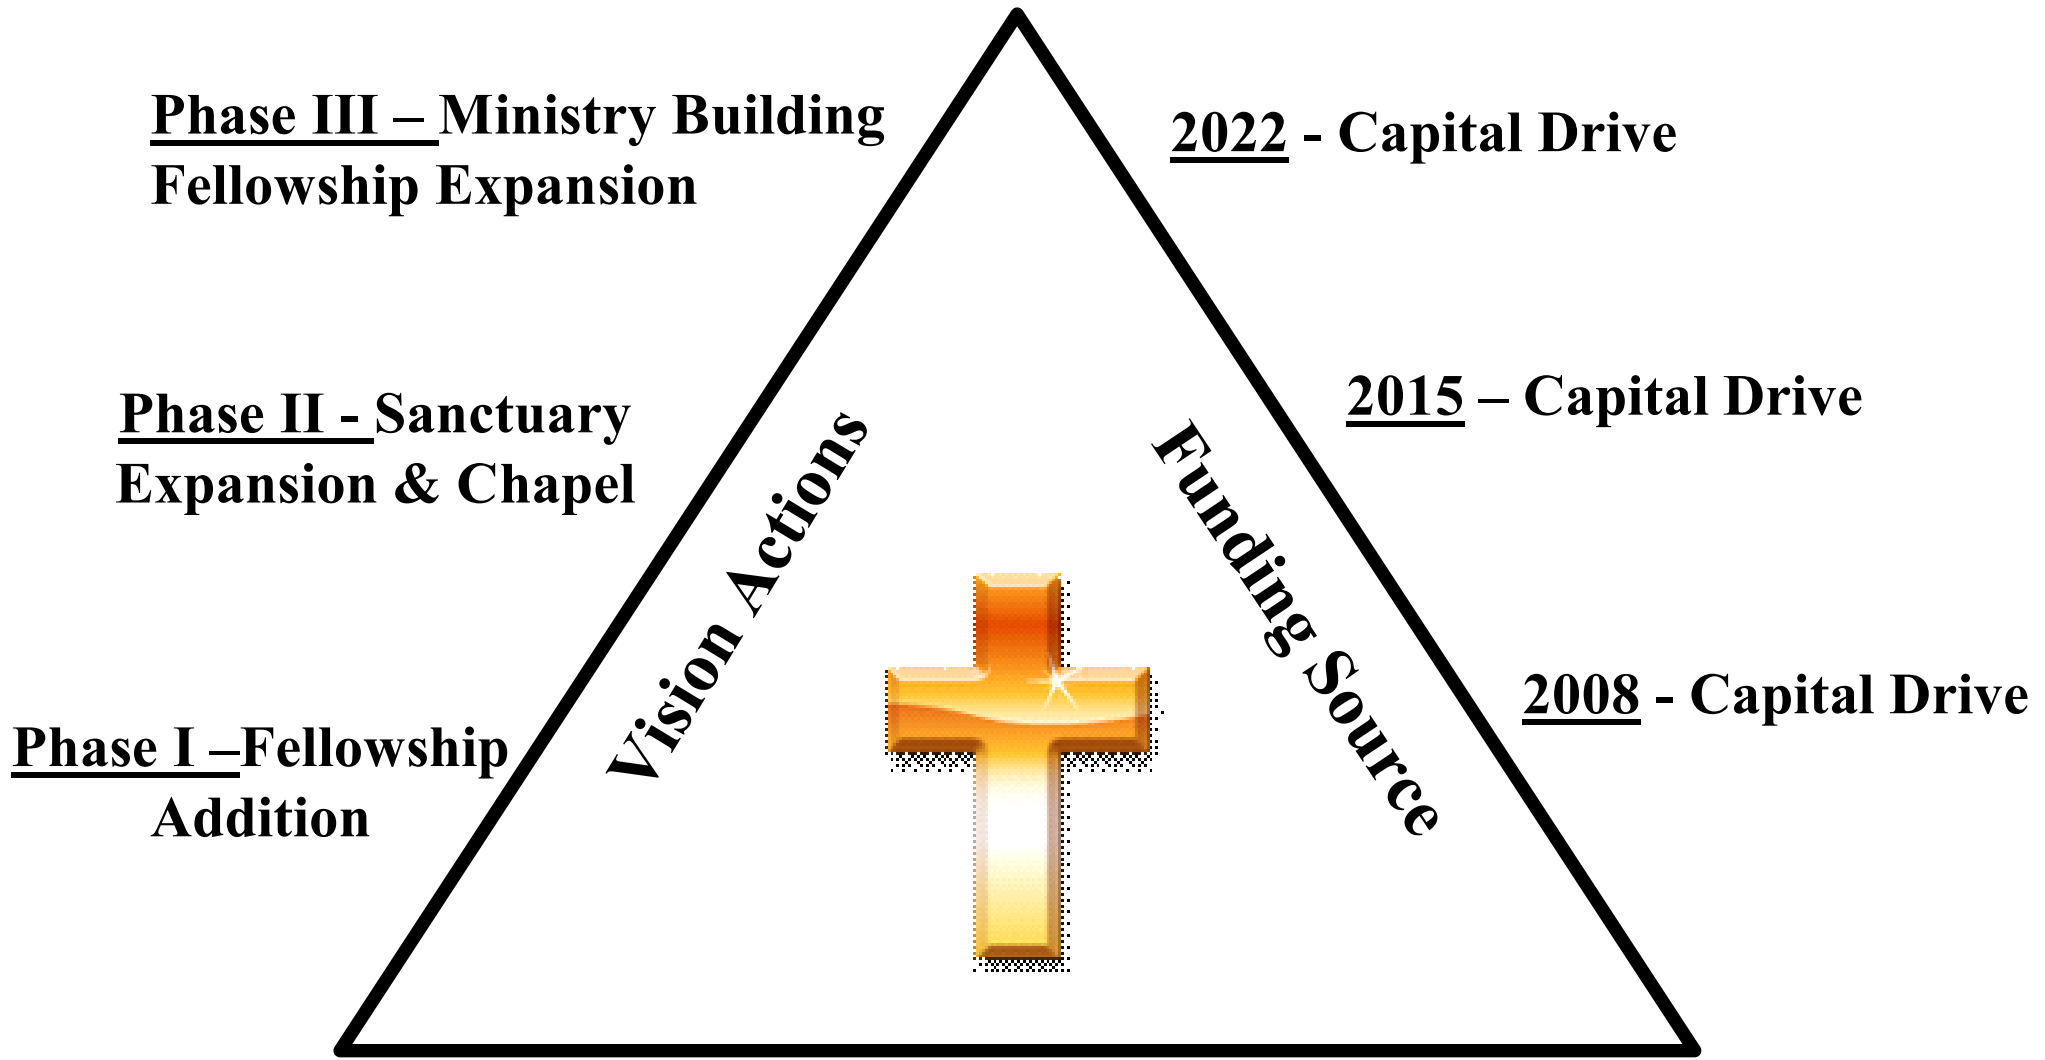 Phase III – Ministry Building
Fellowship Expansion
2022 - Capital Drive
Phase II - Sanctuary
Expansion & Chapel
2015 – Capital Drive
Vision Actions
Funding Source
Phase I –Fellowship
Addition
2008 - Capital Drive